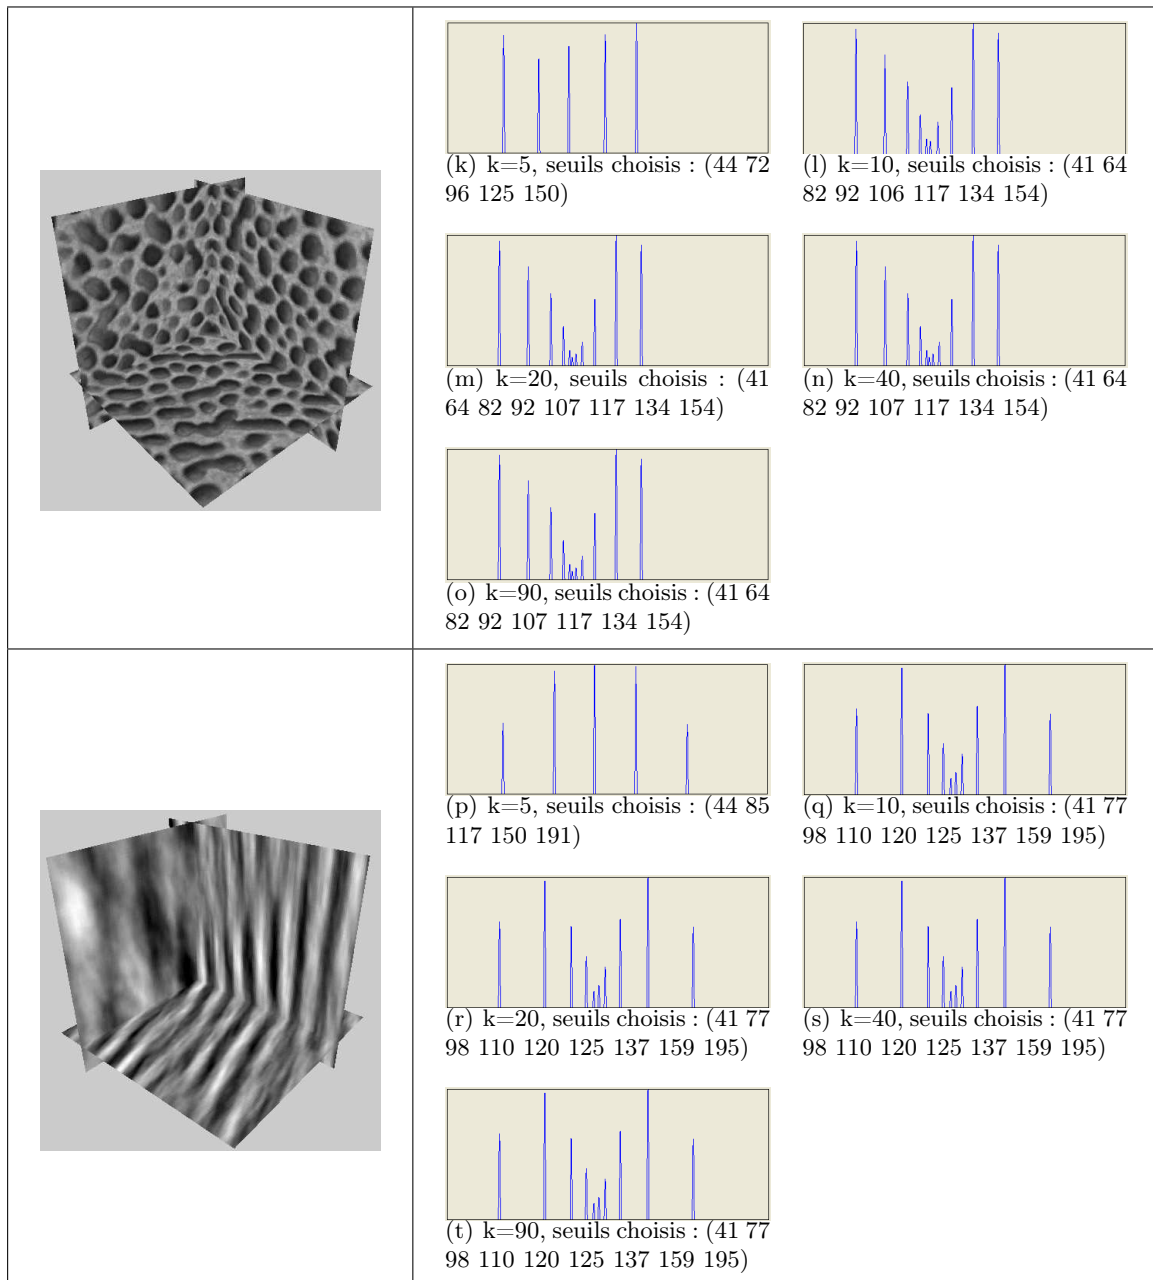 (k) k=5, seuils choisis : (44 72
96 125 150)
(l) k=10, seuils choisis : (41 64
82 92 106 117 134 154)
(m) k=20, seuils choisis : (41
64 82 92 107 117 134 154)
(n) k=40, seuils choisis : (41 64
82 92 107 117 134 154)
(o) k=90, seuils choisis : (41 64
82 92 107 117 134 154)
(p) k=5, seuils choisis : (44 85
117 150 191)
(q) k=10, seuils choisis : (41 77
98 110 120 125 137 159 195)
(r) k=20, seuils choisis : (41 77
98 110 120 125 137 159 195)
(s) k=40, seuils choisis : (41 77
98 110 120 125 137 159 195)
(t) k=90, seuils choisis : (41 77
98 110 120 125 137 159 195)